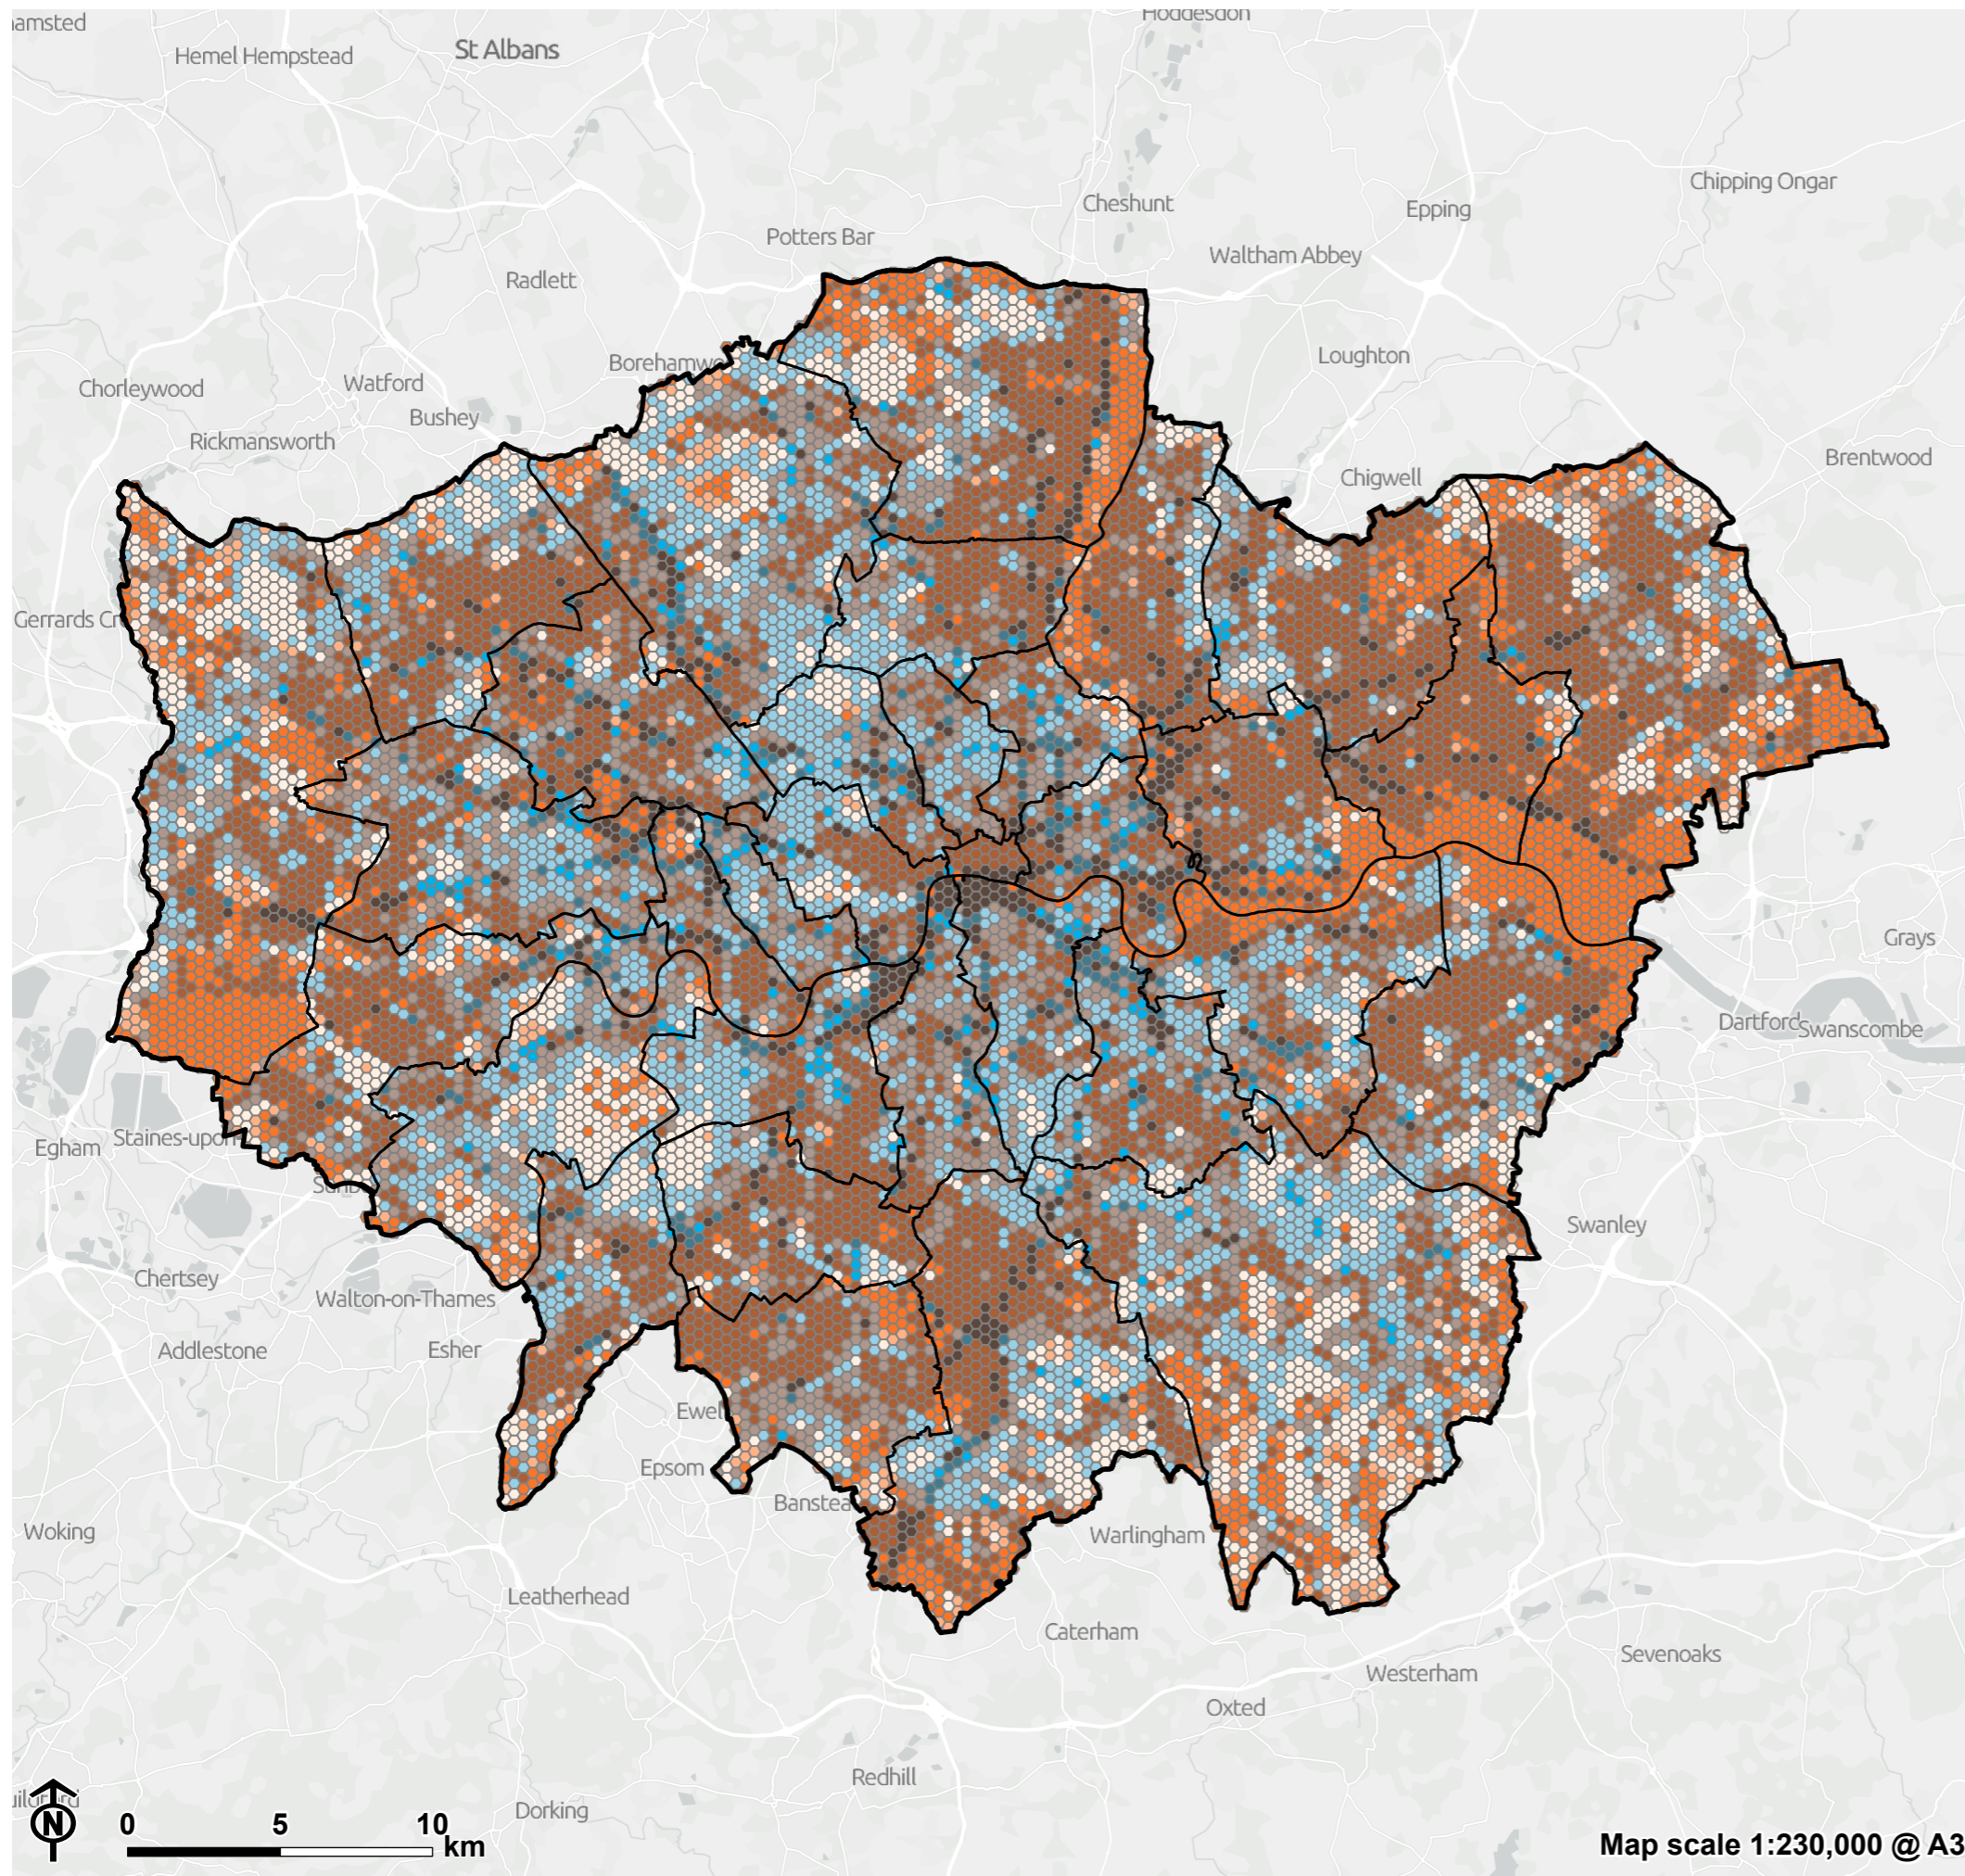 Hoddesdon
amsted
Hemel Hempstead
St Albans
Chipping Ongar
Cheshunt
Epping
Potters Bar
Waltham Abbey
Radlett
Loughton
Borehamwo
Chorleywood
Watford
Bushey
Rickmansworth
Brentwood
Chigwell
Gerrards Cr
Grays
Dartford
Swanscombe
Egham
Staines-upon
Sunb
Swanley
Chertsey
Walton-on-Thames
Addlestone
Esher
Ewel
Epsom
Banstea
Woking
Warlingham
Leatherhead
Caterham
Sevenoaks
Westerham
Oxted
Redhill
Dorking
uildford
N
0 5 10
km
Map scale 1:230,000 @ A3